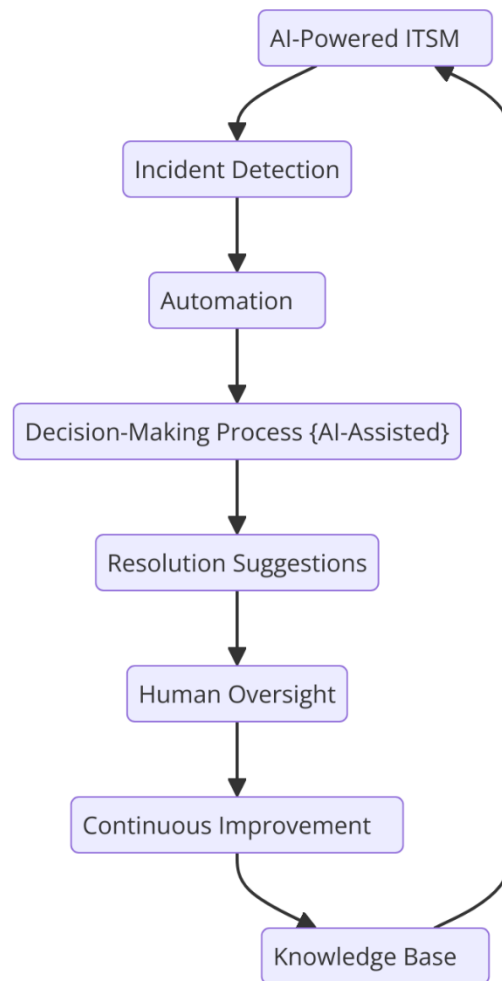 AI-Powered ITSM
Incident Detection
Automation
Decision-Making Process {AI-Assisted}
Resolution Suggestions
Human Oversight
Continuous Improvement
Knowledge Base